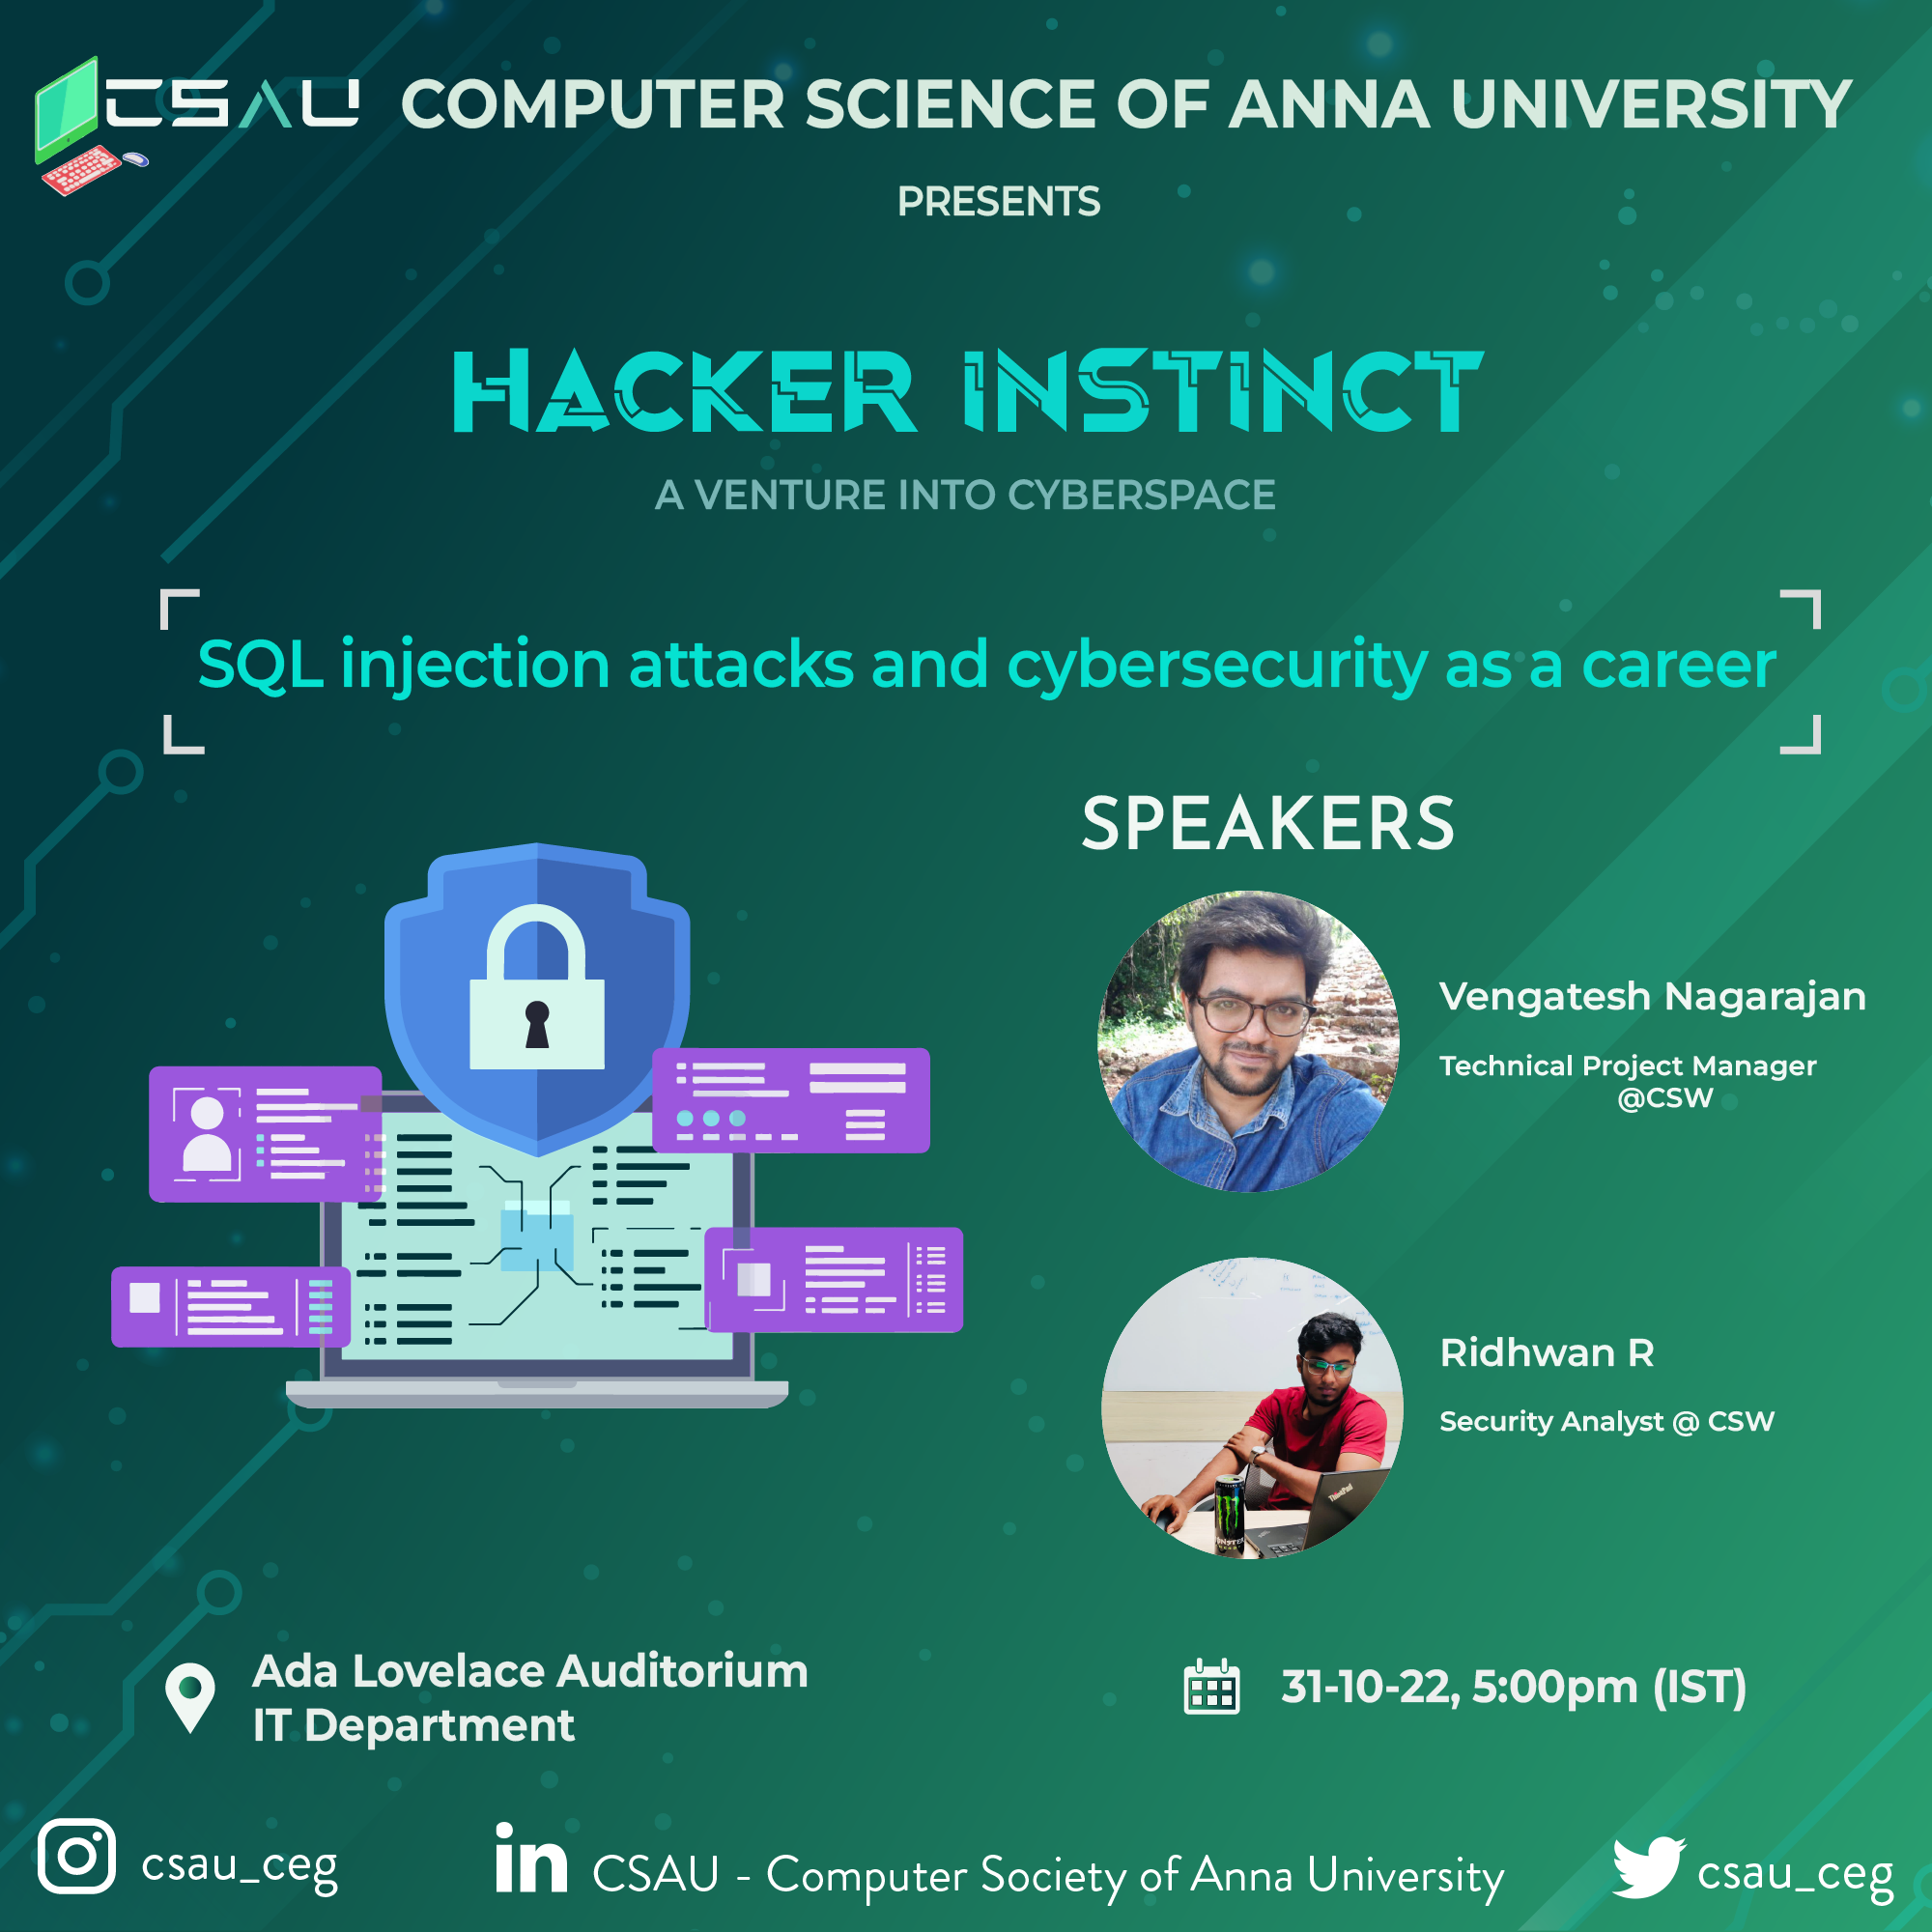 CSAU COMPUTER SCIENCE OF ANNA UNIVERSITY
PRESENTS
HACKER INSTINCT
A VENTURE INTO CYBERSPACE
SQL injection attacks and cybersecurity as a career
SPEAKERS
Vengatesh Nagarajan
Technical Project Manager
@CSW
Ridhwan R
Security Analyst @ CSW
ThinkPad
MONSTER
Ada Lovelace Auditorium
IT Department
31-10-22, 5:00pm (IST)
csau_ceg
CSAU - Computer Society of Anna University
csau_ceg